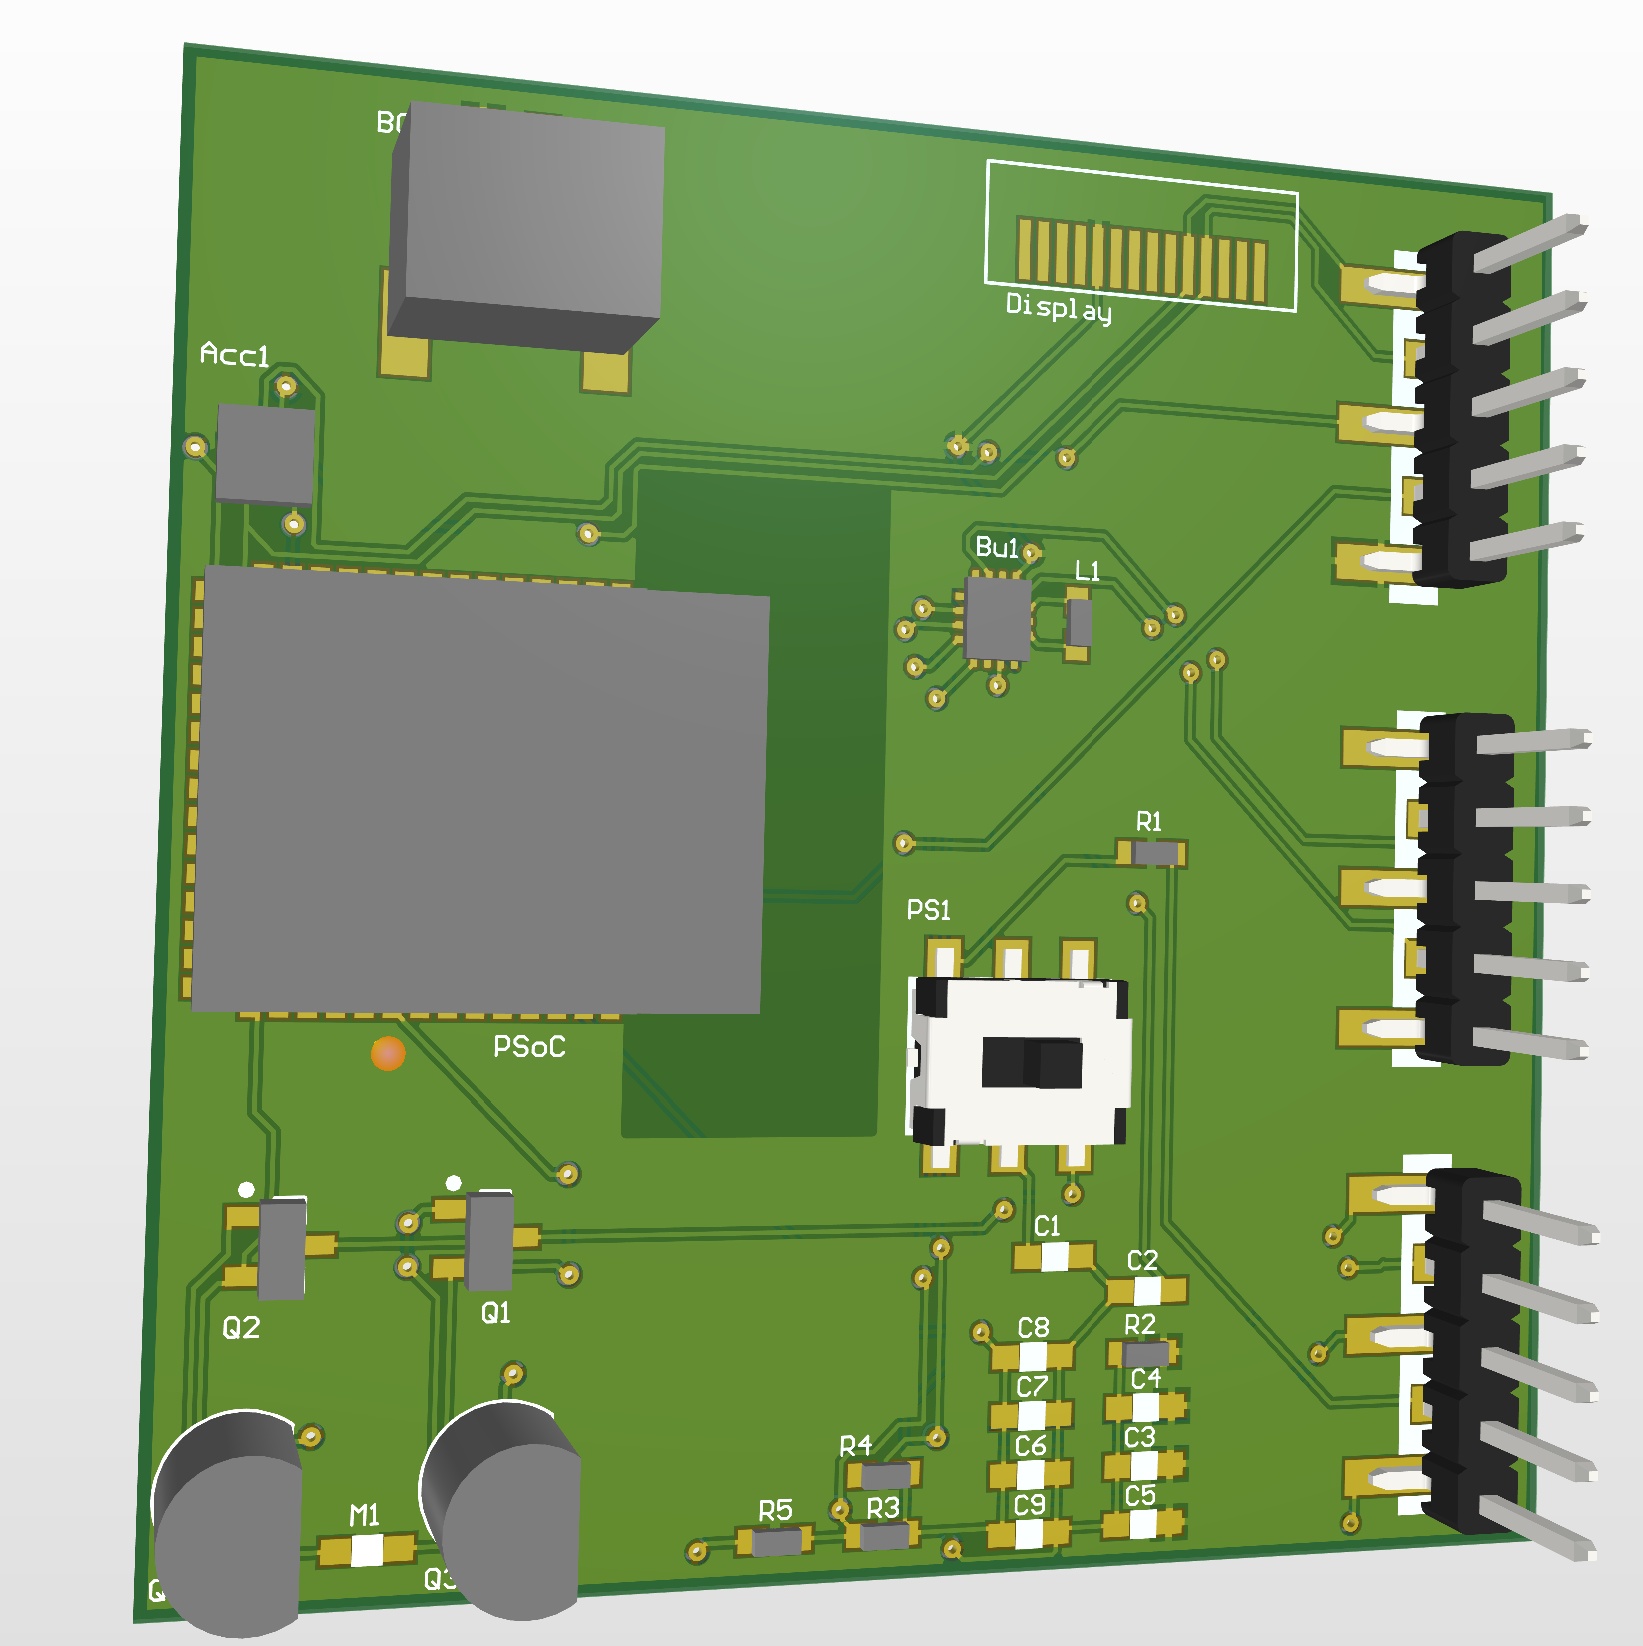 Display
Acc1
Bu1
L1
R1
PS1
PSoC
C1
C2
Q2
Q1
C8
R2
C7
C4
C6
C3
R4
C9
C5
R5
R3
M1